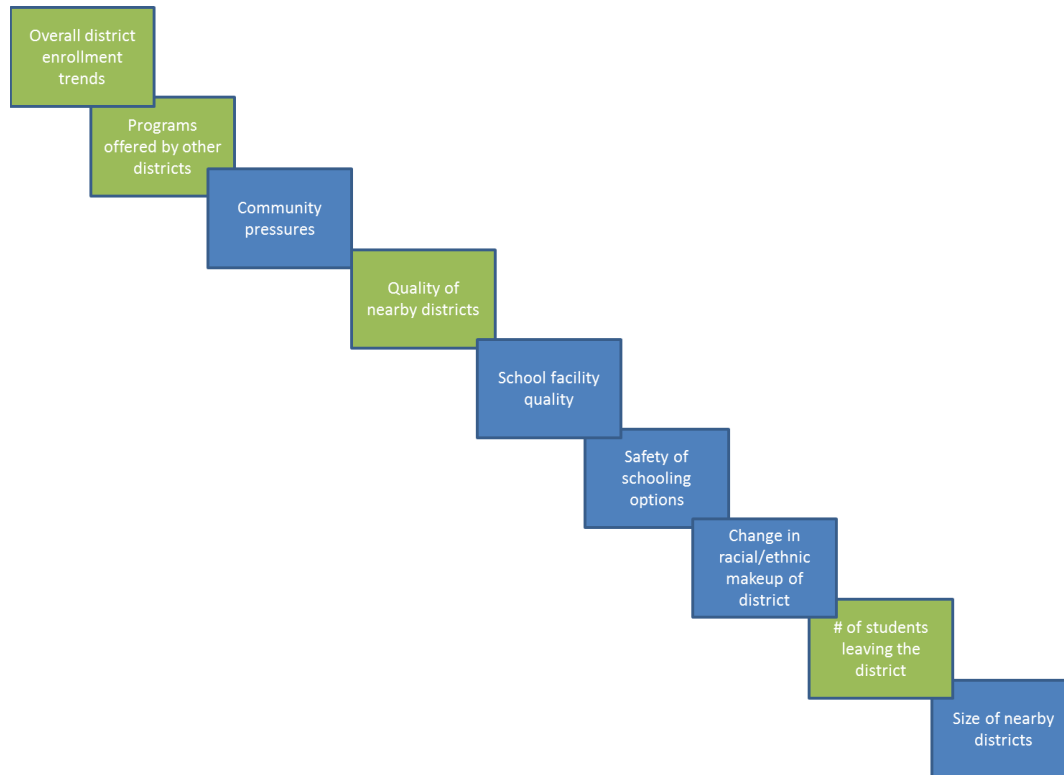 Overall district
enrollment
trends
Programs
offered by other
districts
Community
pressures
Quality of
nearby districts
School facility
quality
Safety of
schooling
options
Change in
racial/ethnic
makeup of
district
# of students
leaving the
district
Size of nearby
districts